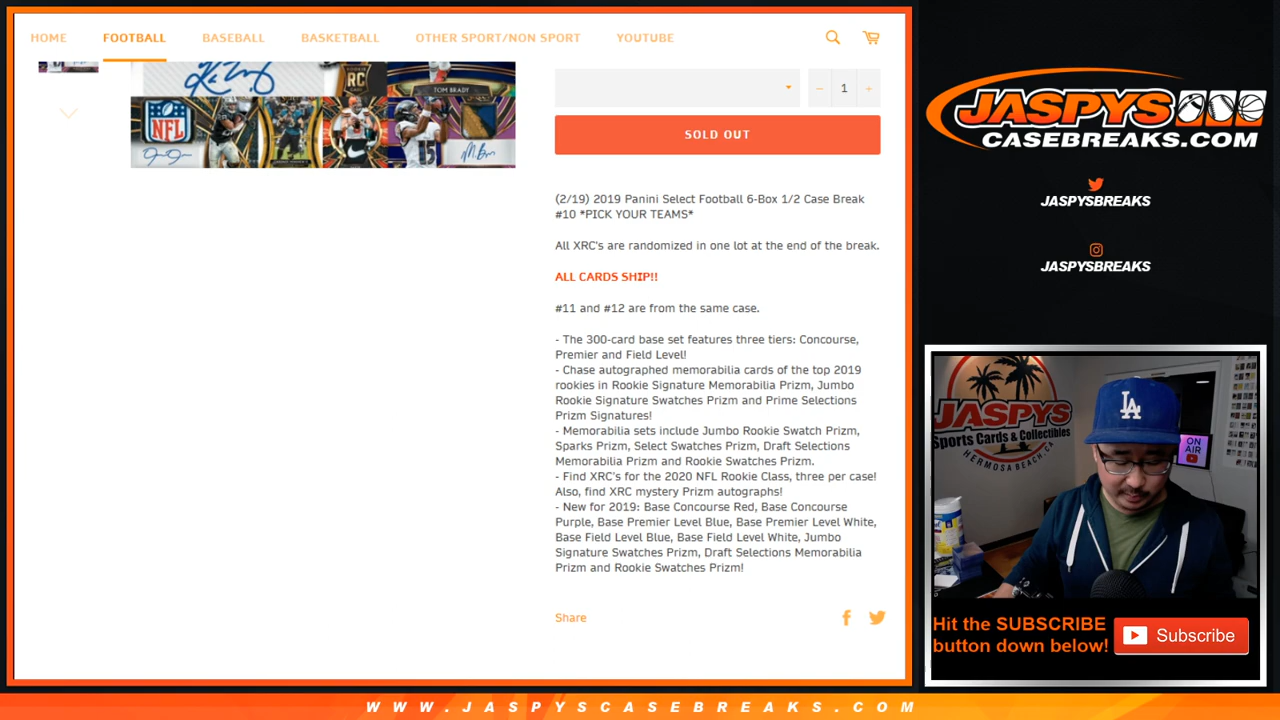 HOME FOOTBALL BASEBALL BASKETBALL OTHER SPORT/NON SPORT YOUTUBE
RC
TOM BRADY
NFL
1
SOLD OUT
(2/19) 2019 Panini Select Football 6-Box 1/2 Case Break
#10 *PICK YOUR TEAMS*
All XRC's are randomized in one lot at the end of the break.
ALL CARDS SHIP!!
#11 and #12 are from the same case.
- The 300-card base set features three tiers: Concourse,
Premier and Field Level!
- Chase autographed memorabilia cards of the top 2019
rookies in Rookie Signature Memorabilia Prizm, Jumbo
Rookie Signature Swatches Prizm and Prime Selections
Prizm Signatures!
- Memorabilia sets include Jumbo Rookie Swatch Prizm,
Sparks Prizm, Select Swatches Prizm, Draft Selections
Memorabilia Prizm and Rookie Swatches Prizm.
- Find XRC's for the 2020 NFL Rookie Class, three per case!
Also, find XRC mystery Prizm autographs!
- New for 2019: Base Concourse Red, Base Concourse
Purple, Base Premier Level Blue, Base Premier Level White,
Base Field Level Blue, Base Field Level White, Jumbo
Signature Swatches Prizm, Draft Selections Memorabilia
Prizm and Rookie Swatches Prizm!
Share
JASPYS
CASEBREAKS.COM
JASPYSBREAKS
JASPYSBREAKS
JASPYS
Sports Cards & Collectibles
HERMOSA BEACH, CA
LA
ON
AIR
Hit the SUBSCRIBE
button down below!
Subscribe
WWW.JASPYSCASEBREAKS.COM